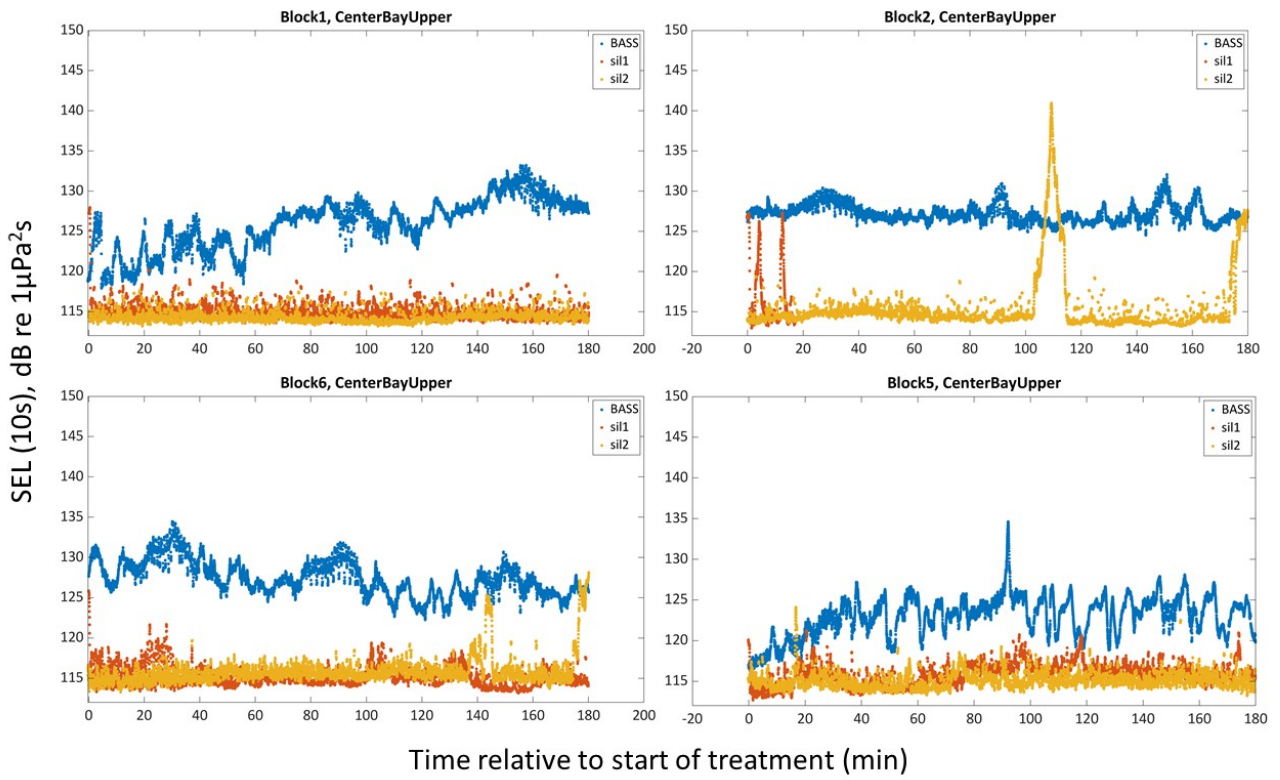 Block1, CenterBayUpper
150
145
140
135
130
125
120
115
0 20 40 60 80 100 120 140 160 180 200
BASS
sil1
sil2
Block2, CenterBayUpper
150
145
140
135
130
125
120
115
-20 0 20 40 60 80 100 120 140 160 180
BASS
sil1
sil2
SEL (10s), dB re 1μPa²s
Block6, CenterBayUpper
150
145
140
135
130
125
120
115
0 20 40 60 80 100 120 140 160 180 200
BASS
sil1
sil2
Block5, CenterBayUpper
150
145
140
135
130
125
120
115
-20 0 20 40 60 80 100 120 140 160 180
BASS
sil1
sil2
Time relative to start of treatment (min)